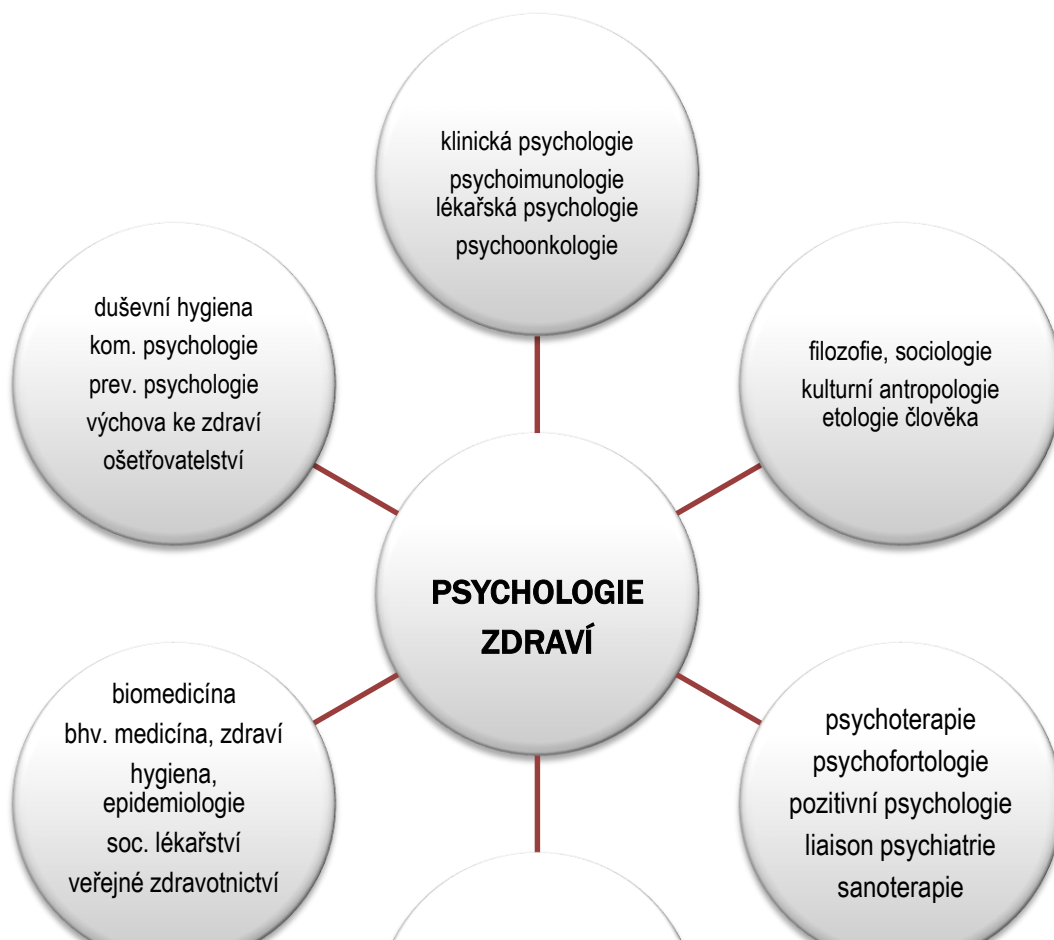 klinická psychologie
psychoimunologie
lékařská psychologie
psychoonkologie
duševní hygiena
kom. psychologie
prev. psychologie
výchova ke zdraví
ošetřovatelství
filozofie, sociologie
kulturní antropologie
etologie člověka
PSYCHOLOGIE
ZDRAVÍ
biomedicína
bhv. medicína, zdraví
hygiena,
epidemiologie
soc. lékařství
veřejné zdravotnictví
psychoterapie
psychofortologie
pozitivní psychologie
liaison psychiatrie
sanoterapie